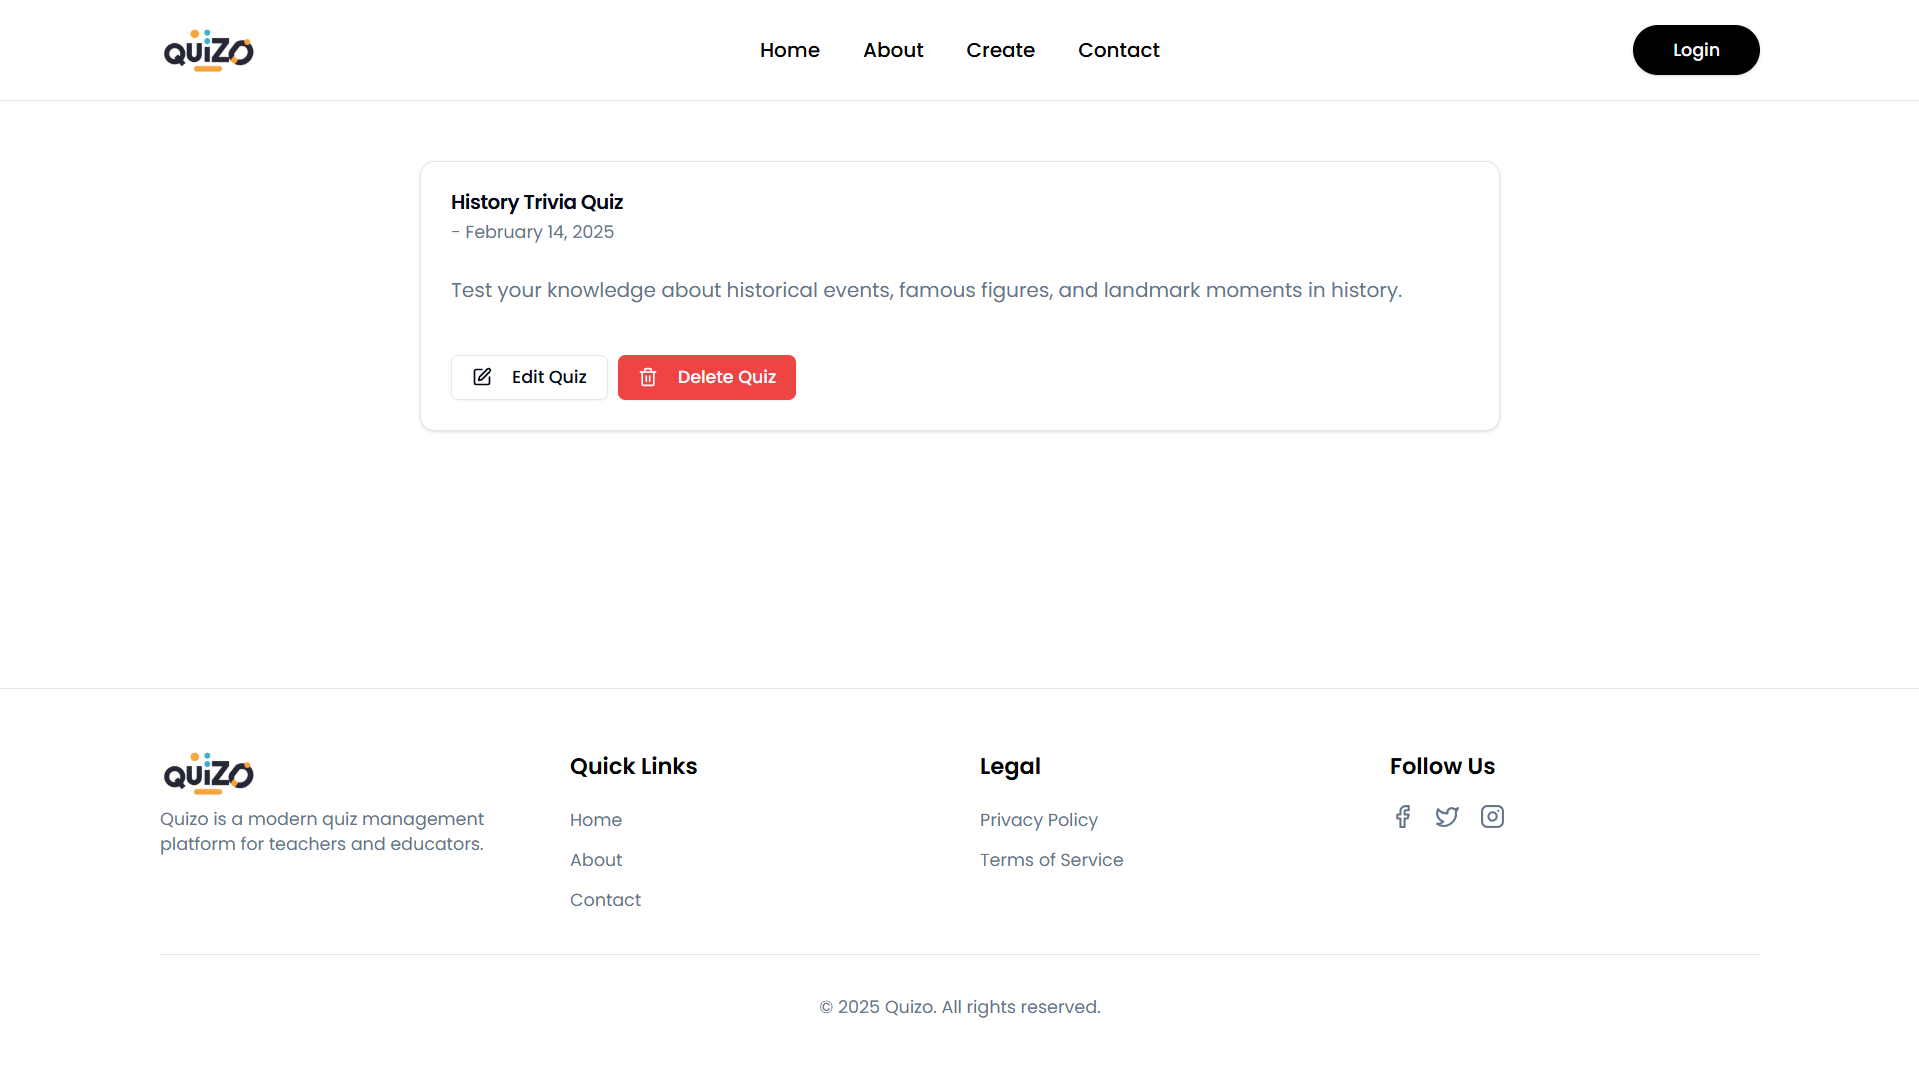 QUIZO
Home
About
Create
Contact
Login
History Trivia Quiz
- February 14, 2025
Test your knowledge about historical events, famous figures, and landmark moments in history.
Edit Quiz
Delete Quiz
QUIZO
Quizo is a modern quiz management
platform for teachers and educators.
Quick Links
Home
About
Contact
Legal
Privacy Policy
Terms of Service
Follow Us
© 2025 Quizo. All rights reserved.